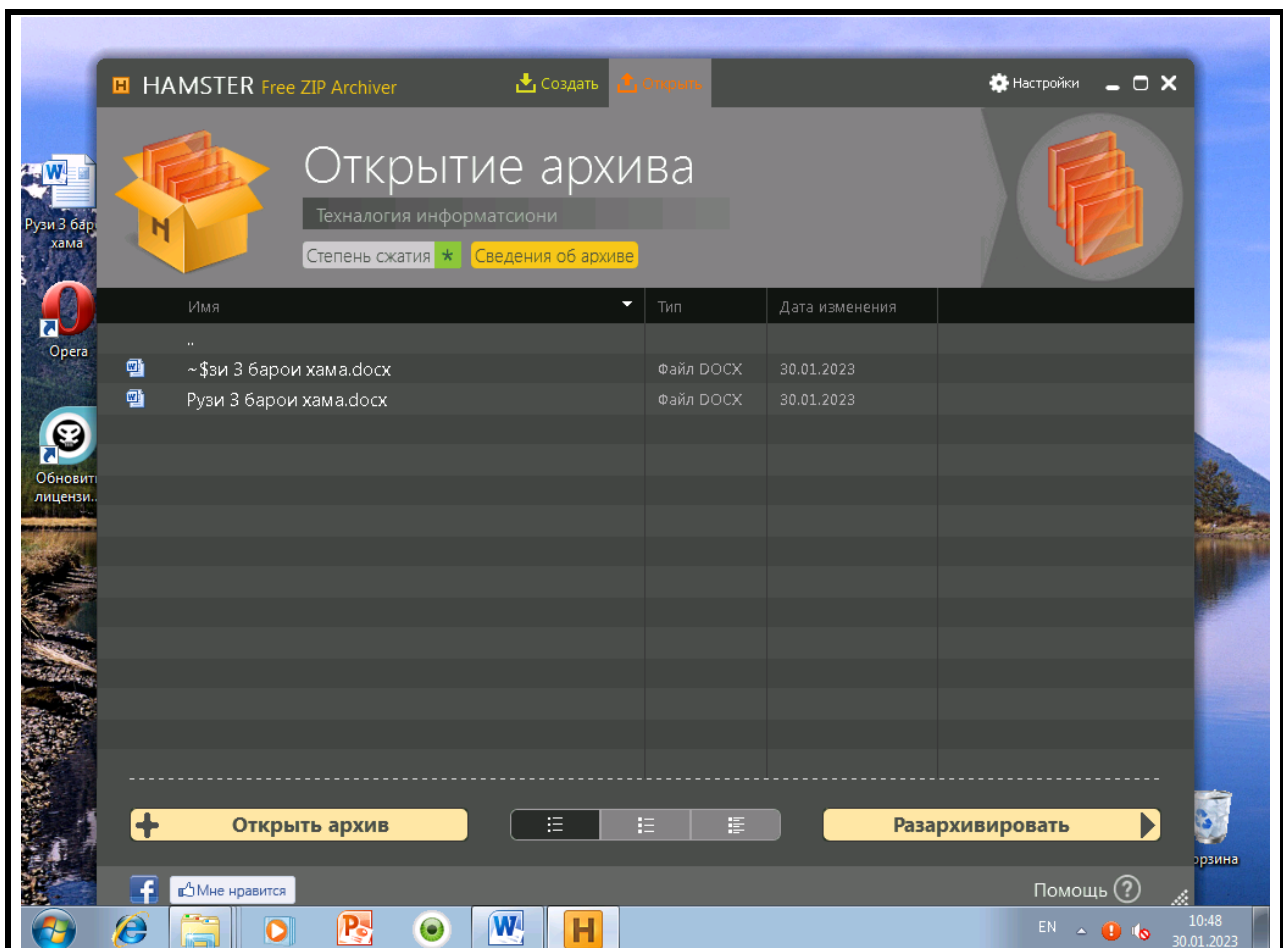 HAMSTER Free ZIP Archiver
Создать
Открыть
Настройки
Открытие архива
Техналогия информатсиони
Степень сжатия *
Сведения об архиве
Имя
Тип
Дата изменения
..
~$зи 3 барои хама.docx
Файл DOCX
30.01.2023
Рузи 3 барои хама.docx
Файл DOCX
30.01.2023
Открыть архив
Разархивировать
Мне нравится
Помощь ?
Рузи 3 бар
хама
Opera
Обновит
лицензи..
орзина
EN
10:48
30.01.2023